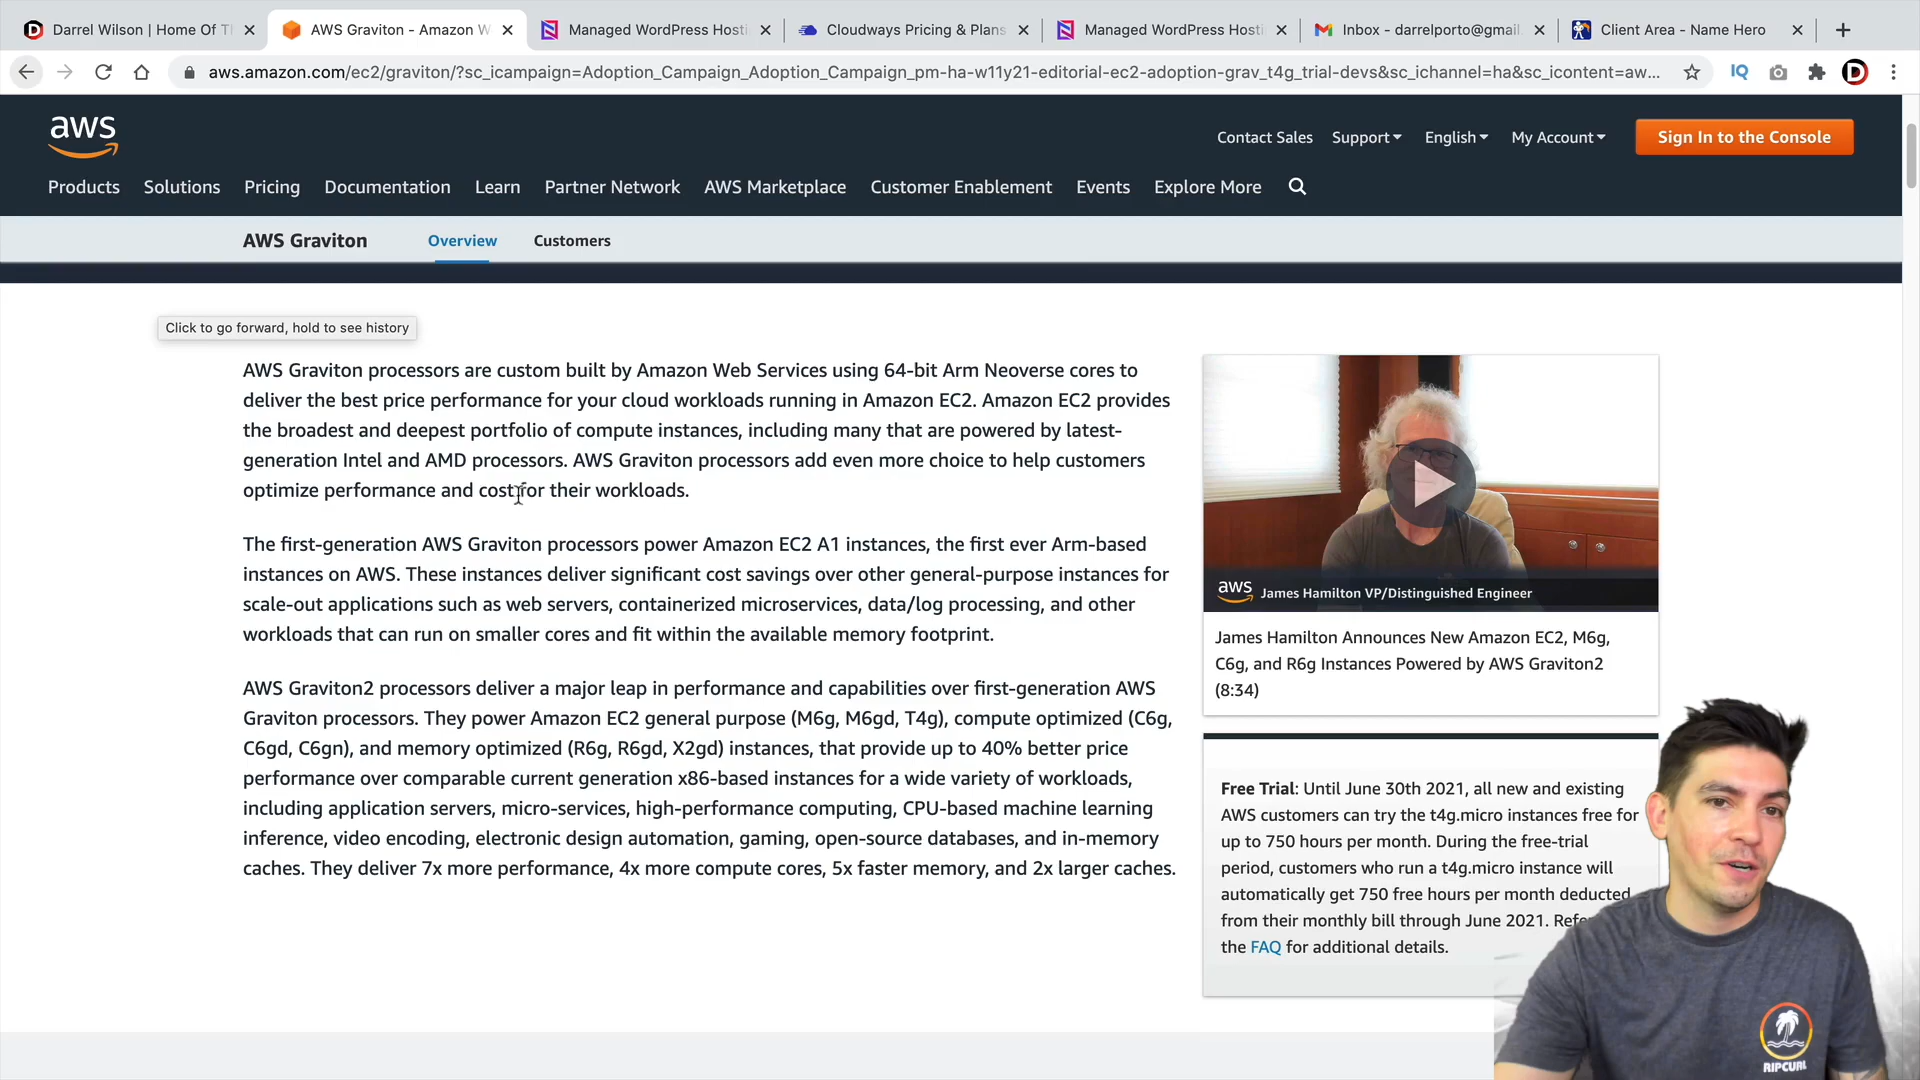 Darrel Wilson | Home Of T
AWS Graviton - Amazon W
Managed WordPress Hosti
Cloudways Pricing & Plans
Managed WordPress Hosti
Inbox - darrelporto@gmail.
Client Area - Name Hero
aws.amazon.com/ec2/graviton/?sc_icampaign=Adoption_Campaign_Adoption_Campaign_pm-ha-w11y21-editorial-ec2-adoption-grav_t4g_trial-devs&sc_ichannel=ha&sc_icontent=aw...
IQ
D
aws
Contact Sales Support English My Account Sign In to the Console
Products Solutions Pricing Documentation Learn Partner Network AWS Marketplace Customer Enablement Events Explore More
AWS Graviton Overview Customers
Click to go forward, hold to see history
AWS Graviton processors are custom built by Amazon Web Services using 64-bit Arm Neoverse cores to
deliver the best price performance for your cloud workloads running in Amazon EC2. Amazon EC2 provides
the broadest and deepest portfolio of compute instances, including many that are powered by latest-
generation Intel and AMD processors. AWS Graviton processors add even more choice to help customers
optimize performance and cost for their workloads.
The first-generation AWS Graviton processors power Amazon EC2 A1 instances, the first ever Arm-based
instances on AWS. These instances deliver significant cost savings over other general-purpose instances for
scale-out applications such as web servers, containerized microservices, data/log processing, and other
workloads that can run on smaller cores and fit within the available memory footprint.
AWS Graviton2 processors deliver a major leap in performance and capabilities over first-generation AWS
Graviton processors. They power Amazon EC2 general purpose (M6g, M6gd, T4g), compute optimized (C6g,
C6gd, C6gn), and memory optimized (R6g, R6gd, X2gd) instances, that provide up to 40% better price
performance over comparable current generation x86-based instances for a wide variety of workloads,
including application servers, micro-services, high-performance computing, CPU-based machine learning
inference, video encoding, electronic design automation, gaming, open-source databases, and in-memory
caches. They deliver 7x more performance, 4x more compute cores, 5x faster memory, and 2x larger caches.
aws James Hamilton VP/Distinguished Engineer
James Hamilton Announces New Amazon EC2, M6g,
C6g, and R6g Instances Powered by AWS Graviton2
(8:34)
Free Trial: Until June 30th 2021, all new and existing
AWS customers can try the t4g.micro instances free for
up to 750 hours per month. During the free-trial
period, customers who run a t4g.micro instance will
automatically get 750 free hours per month deducted
from their monthly bill through June 2021. Refe
the FAQ for additional details.
RIPCURL